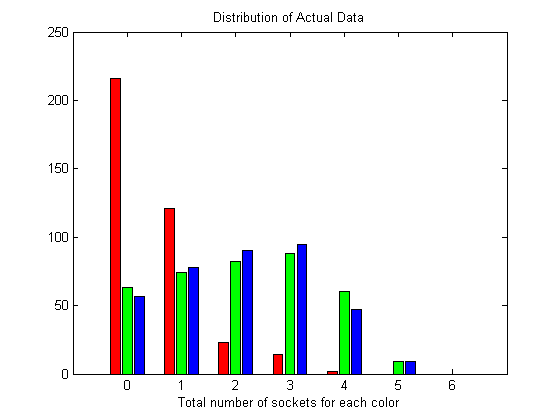 Distribution of Actual Data
250
200
150
100
50
0
0 1 2 3 4 5 6
Total number of sockets for each color